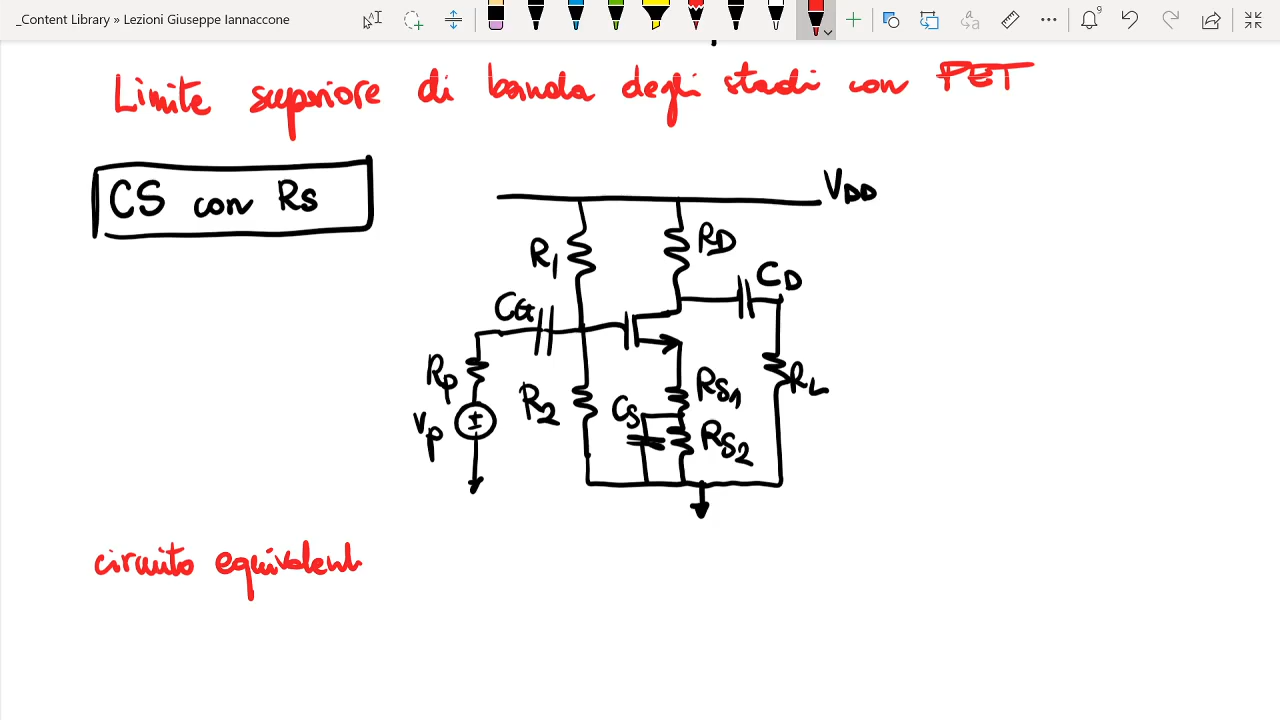 _Content Library » Lezioni Giuseppe Iannaccone
9
Limite superiore di banda degli stadi con FET
CS con Rs
VDD
R1
RD
CD
CG
Rp
R2
CS
RS1
RL
vp
±
RS2
circuito equivalent